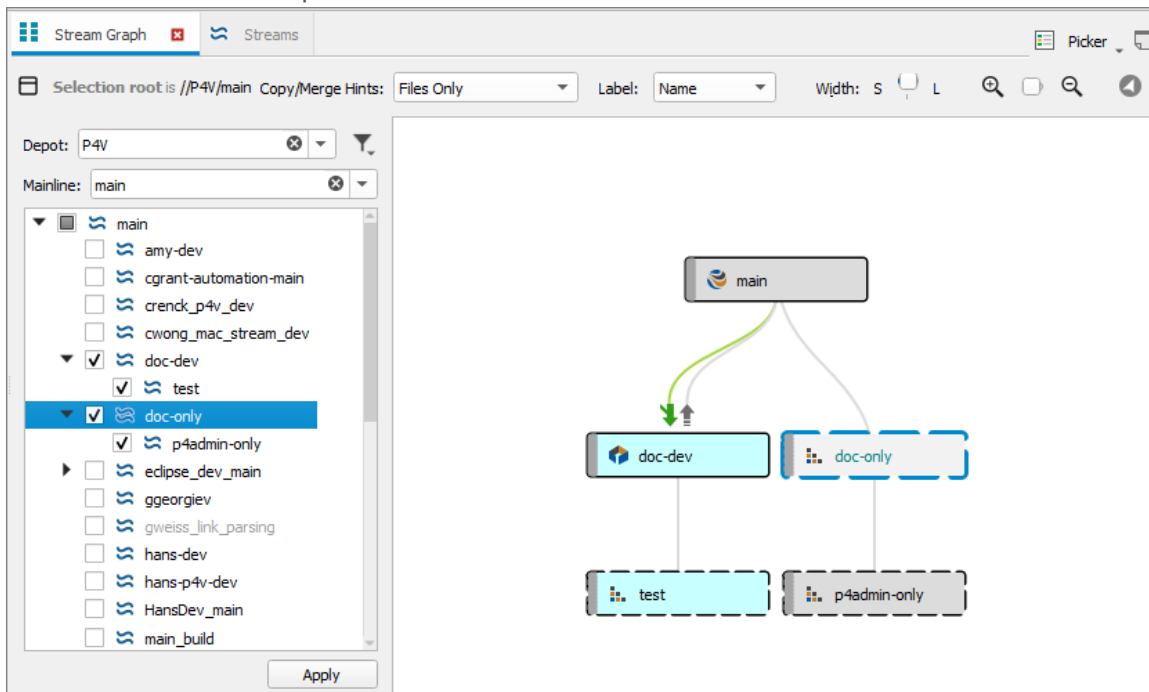 Stream Graph Streams Picker
Selection root is //P4V/main Copy/Merge Hints: Files Only Label: Name Width: S L
Depot: P4V
Mainline: main
main
amy-dev
cgrant-automation-main
crenck_p4v_dev
cwong_mac_stream_dev
doc-dev
test
doc-only
p4admin-only
eclipse_dev_main
ggeorgiev
gweiss_link_parsing
hans-dev
hans-p4v-dev
HansDev_main
main_build
Apply
main
doc-dev doc-only
test p4admin-only